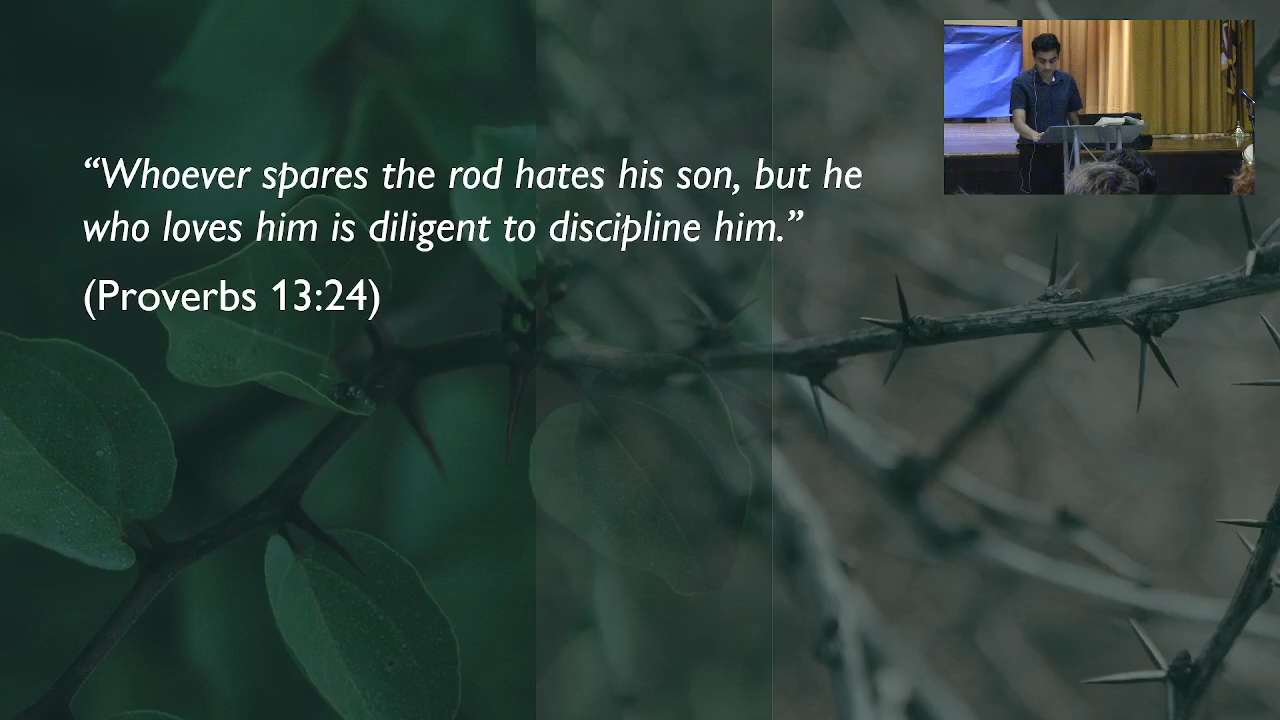 “Whoever spares the rod hates his son, but he
who loves him is diligent to discipline him.”
(Proverbs 13:24)